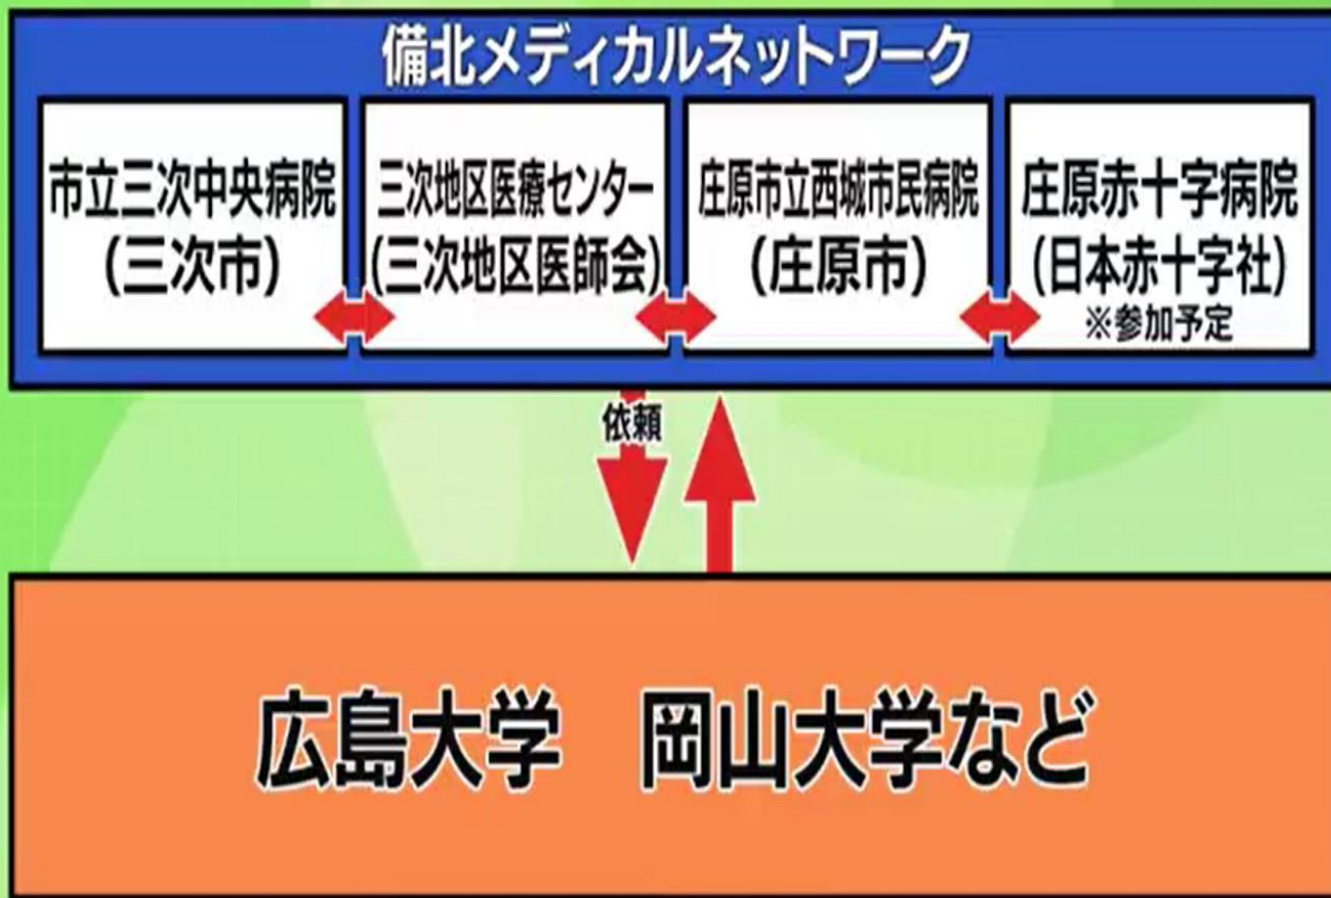 備北メディカルネットワーク
市立三次中央病院
(三次市)
三次地区医療センター
(三次地区医師会)
庄原市立西城市民病院
(庄原市)
庄原赤十字病院
(日本赤十字社)
※参加予定
依頼
広島大学　岡山大学など